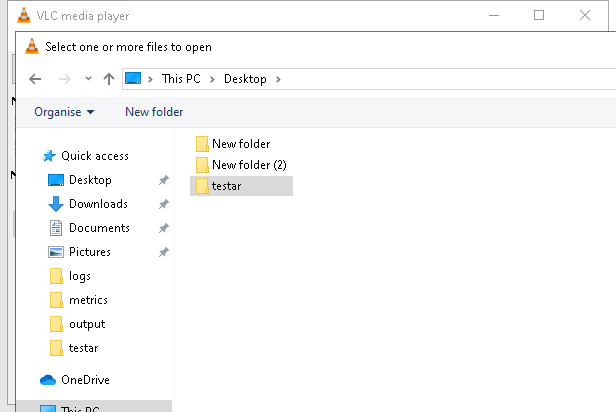 VLC media player
Select one or more files to open
This PC > Desktop >
Organise New folder
New folder
New folder (2)
testar
Quick access
Desktop
Downloads
Documents
Pictures
logs
metrics
output
testar
OneDrive
This PC